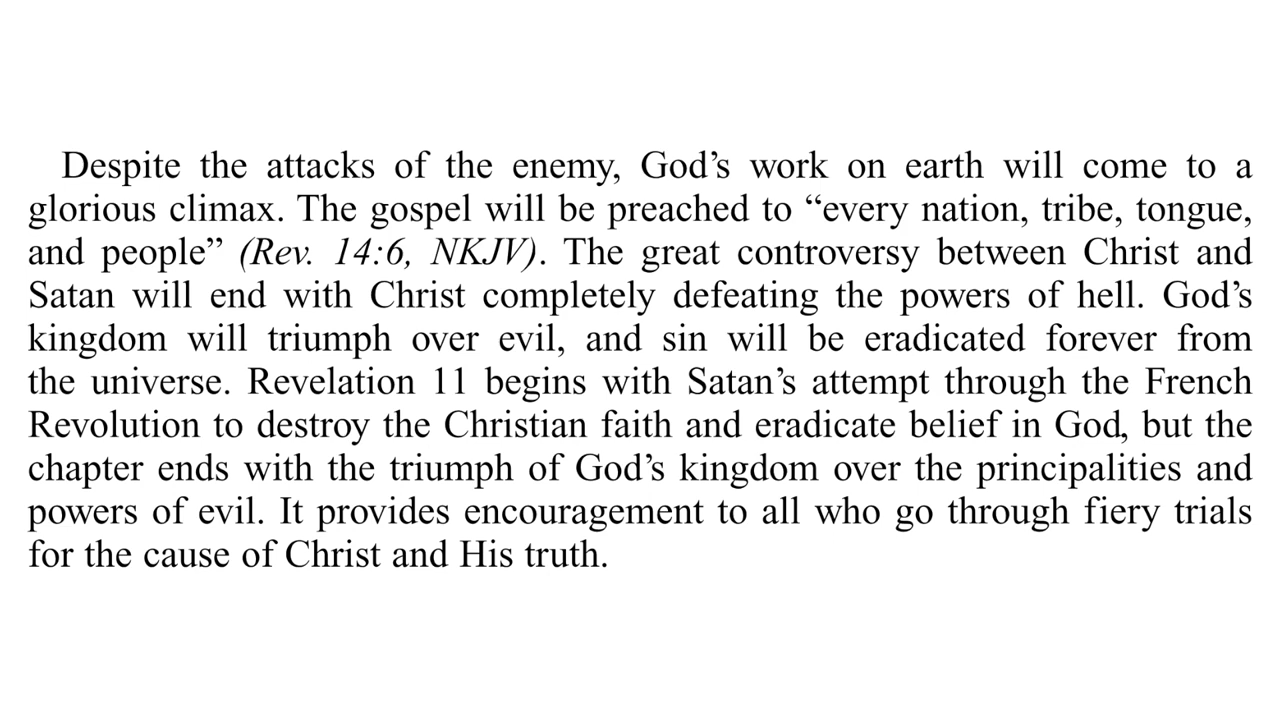 Despite the attacks of the enemy, God’s work on earth will come to a
glorious climax. The gospel will be preached to “every nation, tribe, tongue,
and people” (Rev. 14:6, NKJV). The great controversy between Christ and
Satan will end with Christ completely defeating the powers of hell. God’s
kingdom will triumph over evil, and sin will be eradicated forever from
the universe. Revelation 11 begins with Satan’s attempt through the French
Revolution to destroy the Christian faith and eradicate belief in God, but the
chapter ends with the triumph of God’s kingdom over the principalities and
powers of evil. It provides encouragement to all who go through fiery trials
for the cause of Christ and His truth.